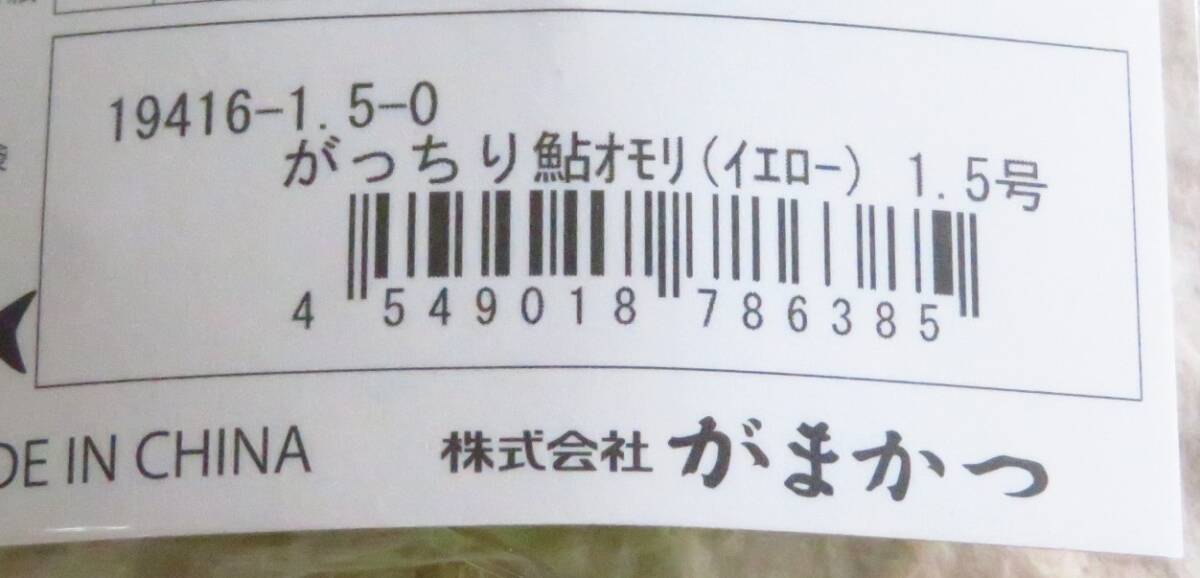 19416-1.5-0
がっちり鮎オモリ(イエロー) 1.5号
4 549018 786385
DE IN CHINA
株式会社 がまかつ